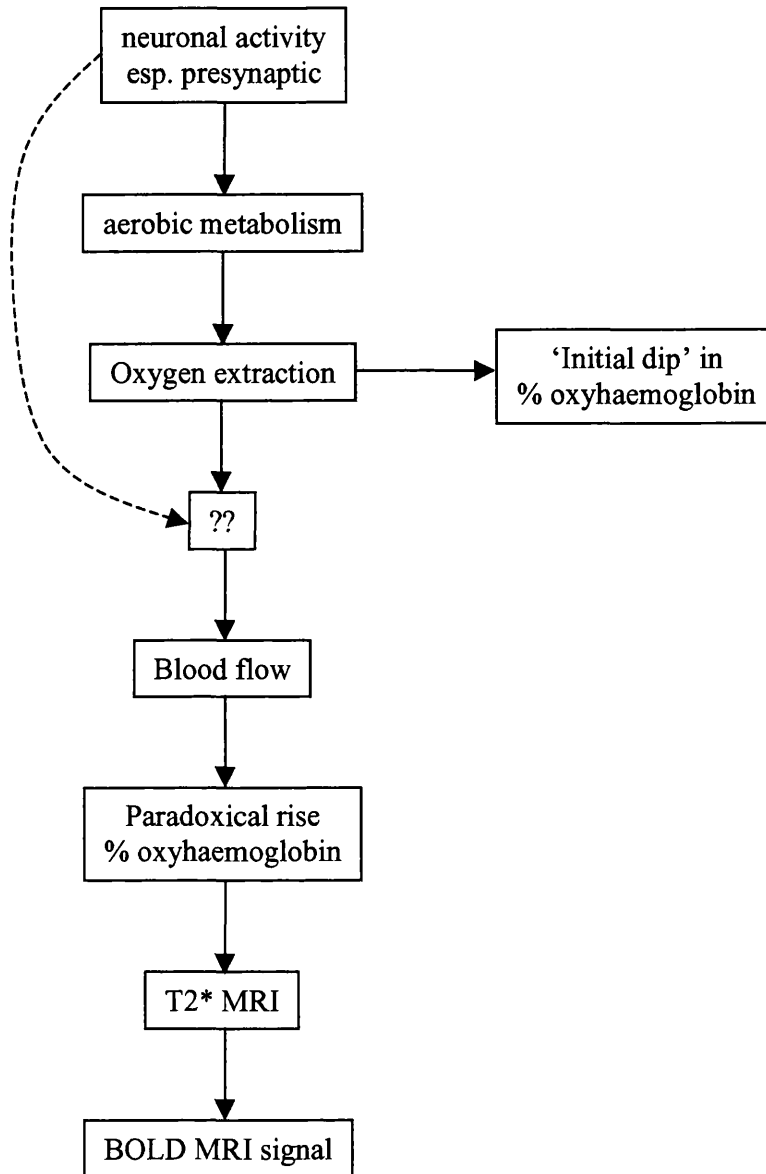 neuronal activity
esp. presynaptic
aerobic metabolism
Oxygen extraction
‘Initial dip’ in
% oxyhaemoglobin
??
Blood flow
Paradoxical rise
% oxyhaemoglobin
T2* MRI
BOLD MRI signal